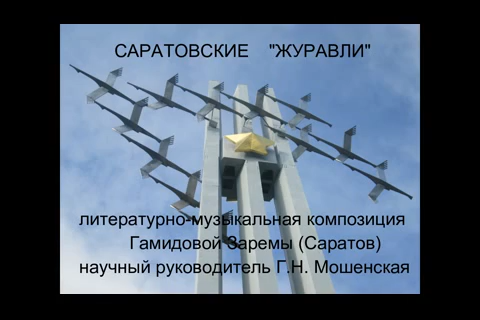 САРАТОВСКИЕ "ЖУРАВЛИ"
литературно-музыкальная композиция
Гамидовой Заремы (Саратов)
научный руководитель Г.Н. Мошенская